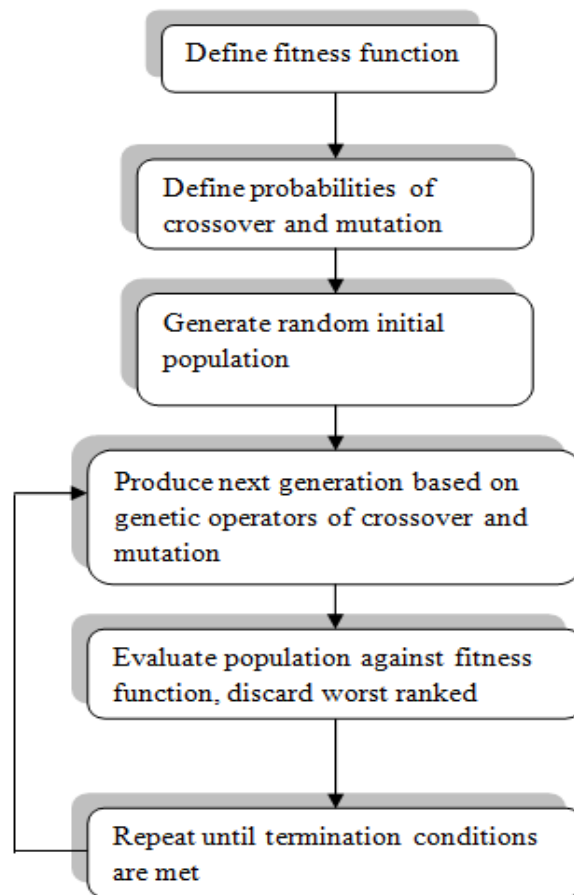 Define fitness function
Define probabilities of
crossover and mutation
Generate random initial
population
Produce next generation based on
genetic operators of crossover and
mutation
Evaluate population against fitness
function, discard worst ranked
Repeat until termination conditions
are met